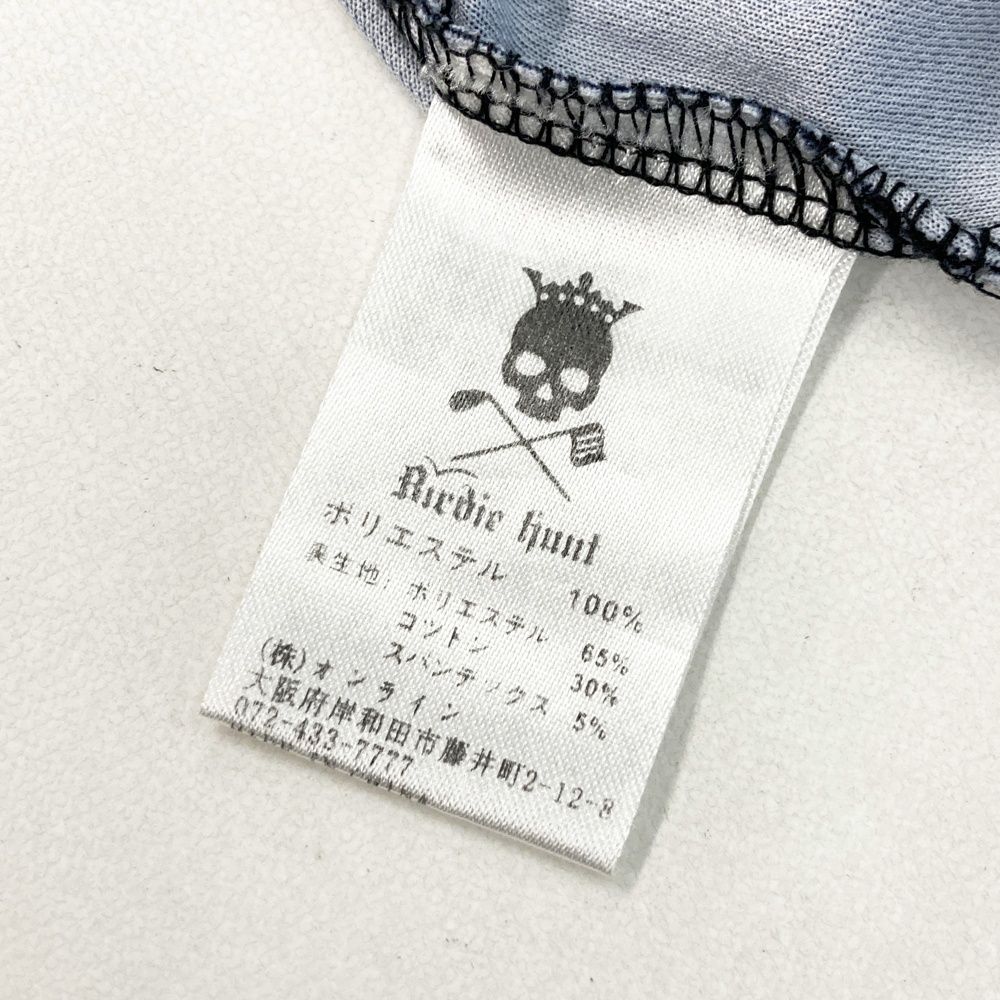 Birdie hunt
ポリエステル 100%
裏生地: ポリエステル 65%
コットン 30%
スパンテックス 5%
(株)オンライン
大阪府岸和田市藤井町2-12-8
072-433-7777